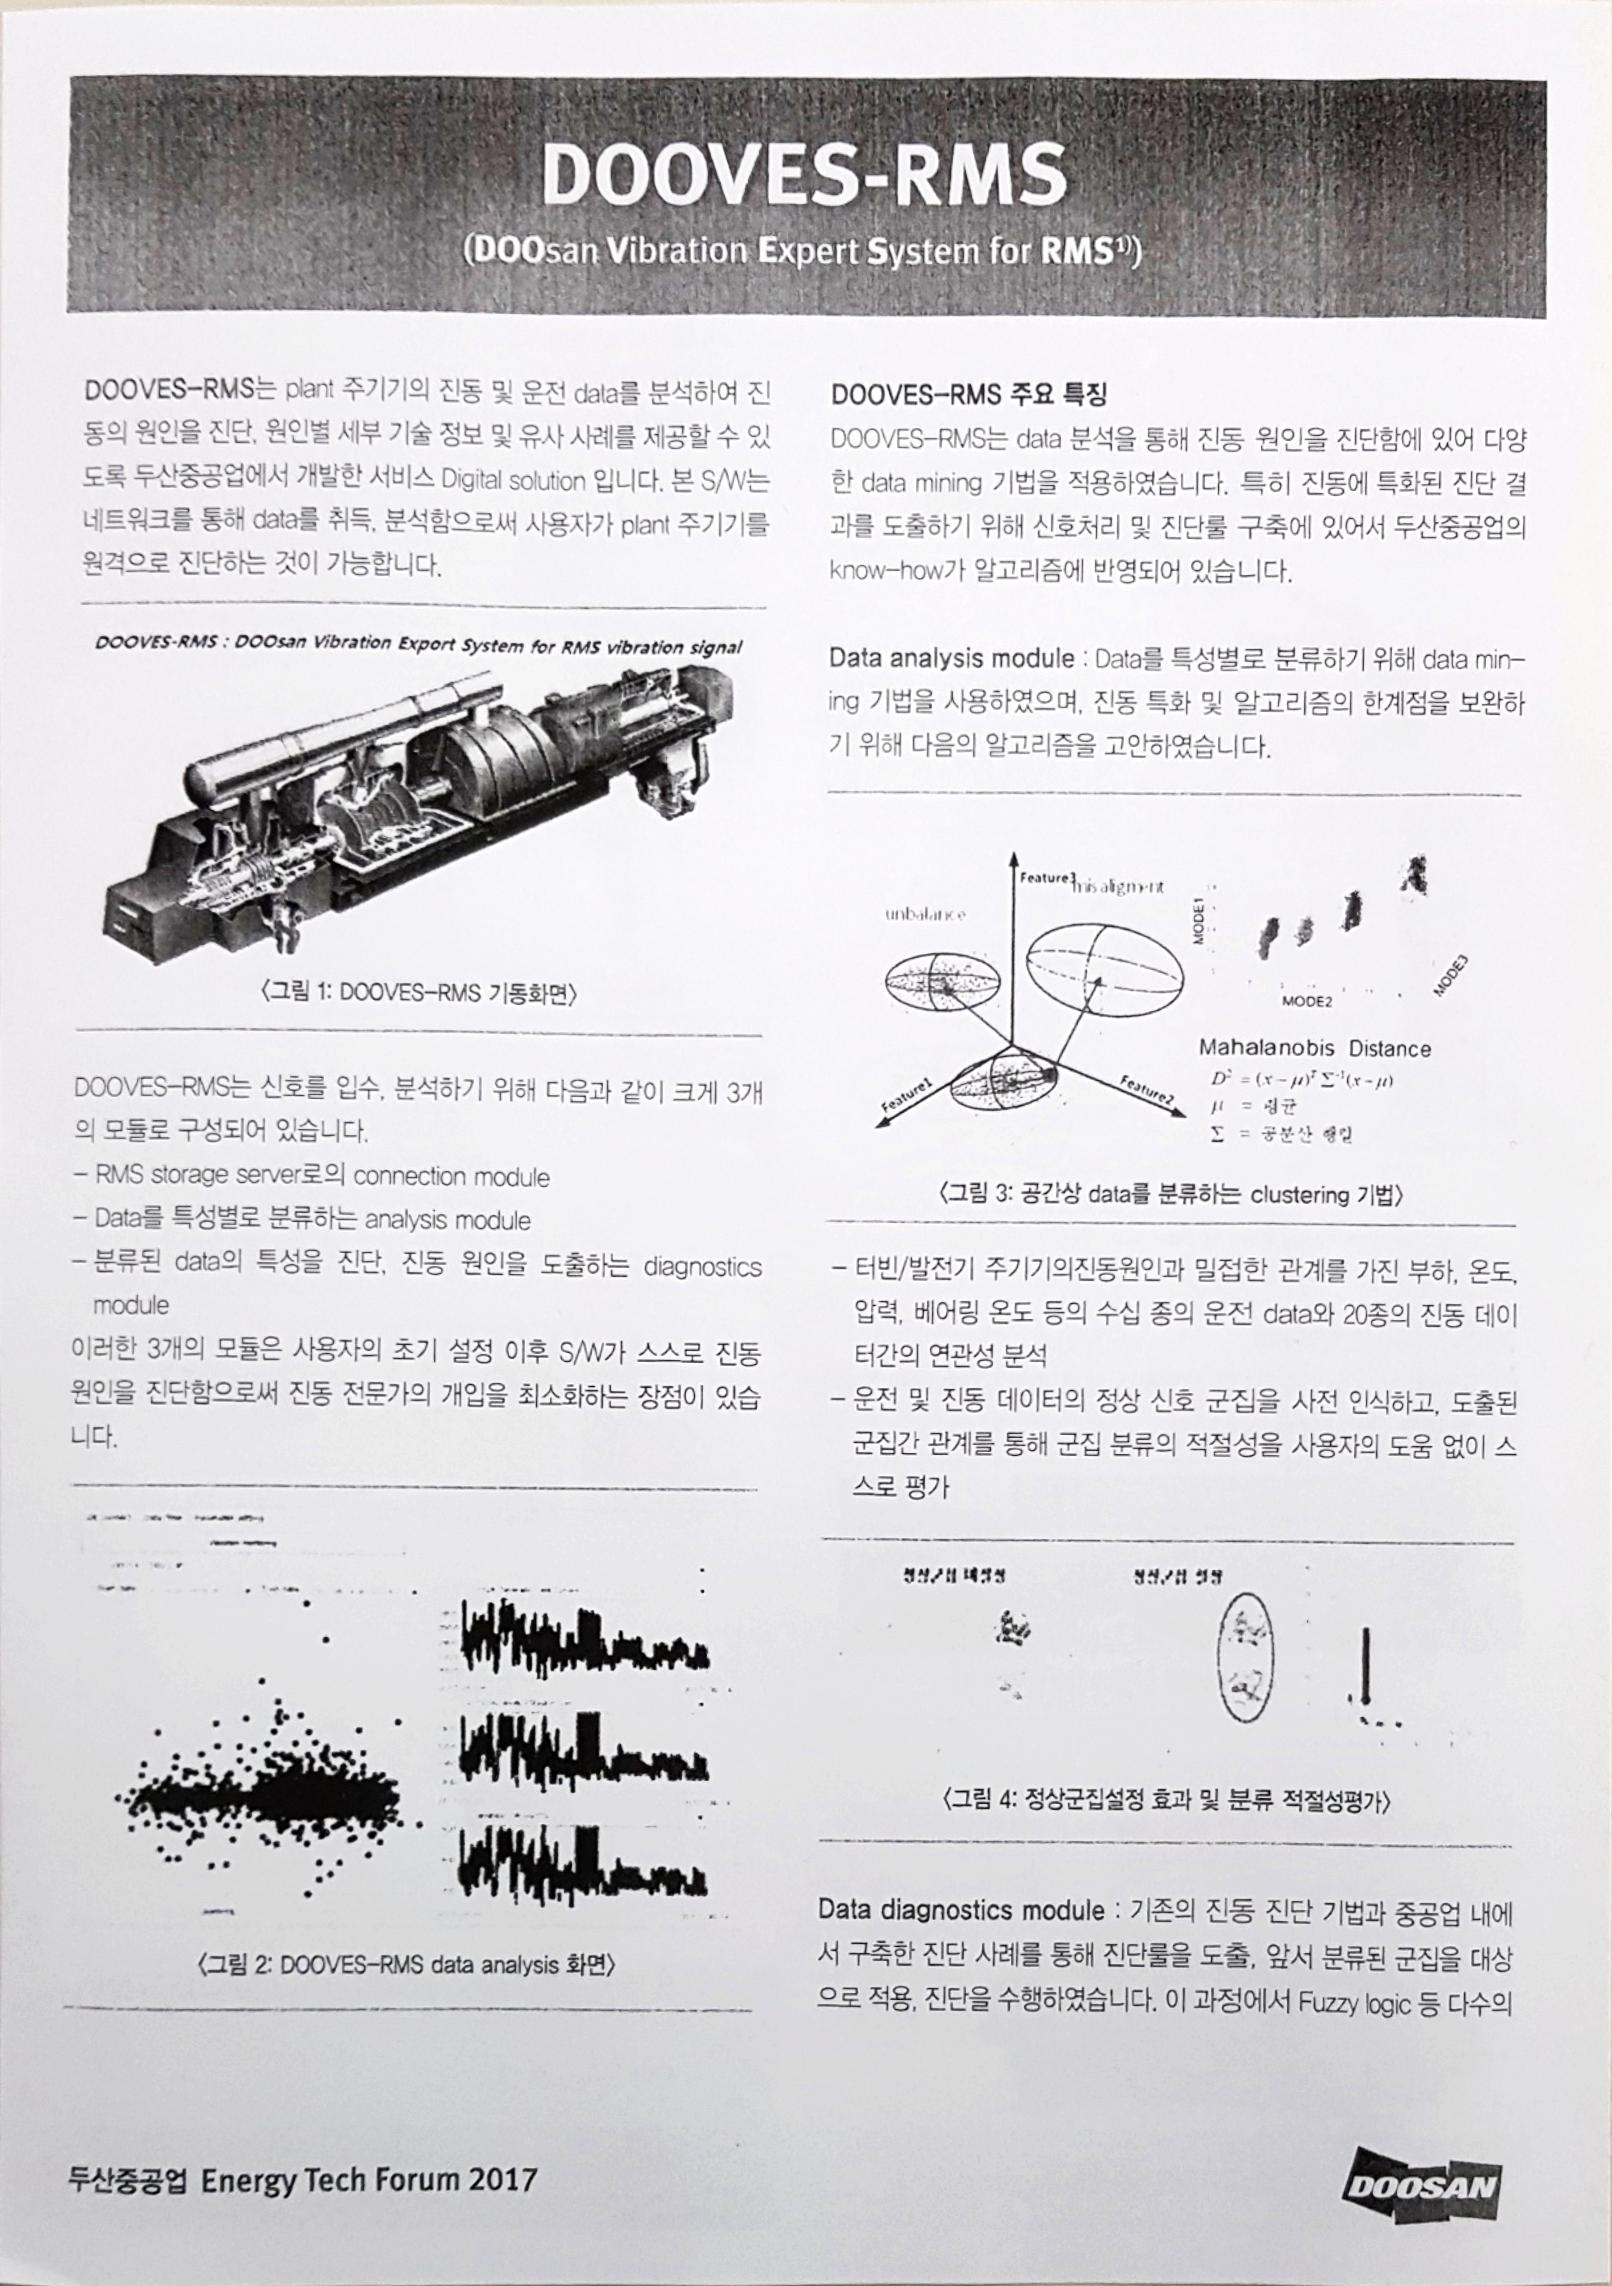 DOOVES-RMS
(DOOsan Vibration Expert System for RMS¹⁾)
DOOVES-RMS는 plant 주기기의 진동 및 운전 data를 분석하여 진
동의 원인을 진단, 원인별 세부 기술 정보 및 유사 사례를 제공할 수 있
도록 두산중공업에서 개발한 서비스 Digital solution 입니다. 본 S/W는
네트워크를 통해 data를 취득, 분석함으로써 사용자가 plant 주기기를
원격으로 진단하는 것이 가능합니다.
DOOVES-RMS : DOOsan Vibration Export System for RMS vibration signal
〈그림 1: DOOVES-RMS 기동화면〉
DOOVES-RMS는 신호를 입수, 분석하기 위해 다음과 같이 크게 3개
의 모듈로 구성되어 있습니다.
- RMS storage server로의 connection module
- Data를 특성별로 분류하는 analysis module
- 분류된 data의 특성을 진단, 진동 원인을 도출하는 diagnostics
module
이러한 3개의 모듈은 사용자의 초기 설정 이후 S/W가 스스로 진동
원인을 진단함으로써 진동 전문가의 개입을 최소화하는 장점이 있습
니다.
〈그림 2: DOOVES-RMS data analysis 화면〉
DOOVES-RMS 주요 특징
DOOVES-RMS는 data 분석을 통해 진동 원인을 진단함에 있어 다양
한 data mining 기법을 적용하였습니다. 특히 진동에 특화된 진단 결
과를 도출하기 위해 신호처리 및 진단룰 구축에 있어서 두산중공업의
know-how가 알고리즘에 반영되어 있습니다.
Data analysis module : Data를 특성별로 분류하기 위해 data min-
ing 기법을 사용하였으며, 진동 특화 및 알고리즘의 한계점을 보완하
기 위해 다음의 알고리즘을 고안하였습니다.
Feature3
misalignment
unbalance
MODE1
MODE2
MODE3
Feature1
Feature2
Mahalanobis Distance
D² = (x - μ)ᵀ Σ⁻¹ (x - μ)
μ = 평균
Σ = 공분산 행렬
〈그림 3: 공간상 data를 분류하는 clustering 기법〉
- 터빈/발전기 주기기의진동원인과 밀접한 관계를 가진 부하, 온도,
압력, 베어링 온도 등의 수십 종의 운전 data와 20종의 진동 데이
터간의 연관성 분석
- 운전 및 진동 데이터의 정상 신호 군집을 사전 인식하고, 도출된
군집간 관계를 통해 군집 분류의 적절성을 사용자의 도움 없이 스
스로 평가
〈그림 4: 정상군집설정 효과 및 분류 적절성평가〉
Data diagnostics module : 기존의 진동 진단 기법과 중공업 내에
서 구축한 진단 사례를 통해 진단룰을 도출, 앞서 분류된 군집을 대상
으로 적용, 진단을 수행하였습니다. 이 과정에서 Fuzzy logic 등 다수의
두산중공업 Energy Tech Forum 2017
DOOSAN